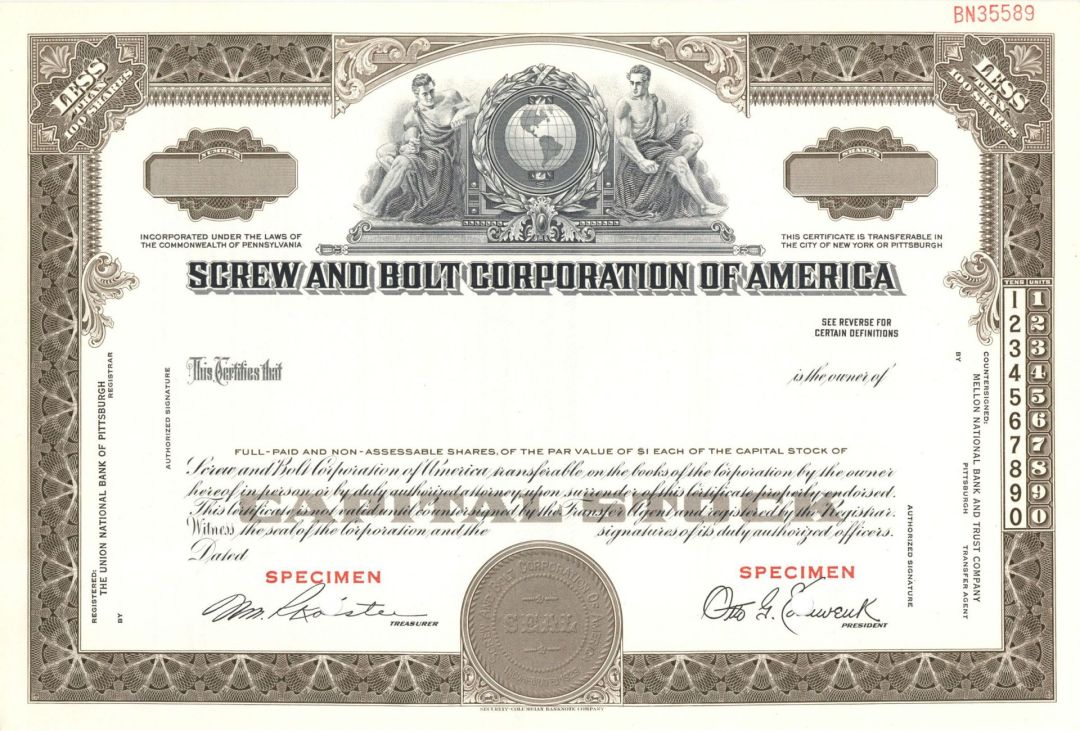 BN35589
LESS
THAN
100 SHARES
LESS
THAN
100 SHARES
NUMBER
SHARES
INCORPORATED UNDER THE LAWS OF
THE COMMONWEALTH OF PENNSYLVANIA
THIS CERTIFICATE IS TRANSFERABLE IN
THE CITY OF NEW YORK OR PITTSBURGH
SCREW AND BOLT CORPORATION OF AMERICA
SEE REVERSE FOR
CERTAIN DEFINITIONS
This Certifies that
is the owner of
FULL-PAID AND NON-ASSESSABLE SHARES, OF THE PAR VALUE OF $1 EACH OF THE CAPITAL STOCK OF
Screw and Bolt Corporation of America, transferable on the books of the Corporation by the owner
hereof in person or by duly authorized attorney upon surrender of this Certificate properly endorsed.
This Certificate is not valid until countersigned by the Transfer Agent and registered by the Registrar.
Witness the seal of the Corporation and the signatures of its duly authorized officers.
Dated
CAPITAL STOCK
SPECIMEN
SPECIMEN
TREASURER
PRESIDENT
SEAL
SECURITY-COLUMBIAN BANKNOTE COMPANY
REGISTERED:
THE UNION NATIONAL BANK OF PITTSBURGH
REGISTRAR
BY
AUTHORIZED SIGNATURE
COUNTERSIGNED:
MELLON NATIONAL BANK AND TRUST COMPANY
PITTSBURGH TRANSFER AGENT
BY
AUTHORIZED SIGNATURE
TENS UNITS
1 1
2 2
3 3
4 4
5 5
6 6
7 7
8 8
9 9
0 0